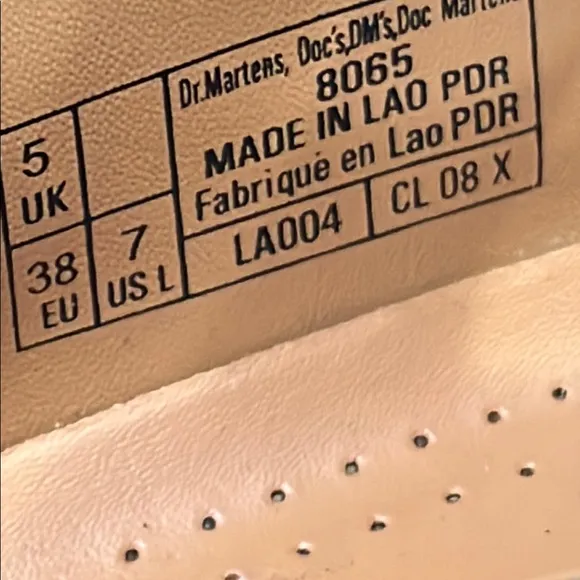 Dr.Martens, Doc's,DM's,Doc Martens
8065
MADE IN LAO PDR
Fabriqué en Lao PDR
5
UK
38
EU
7
US L
LA004
CL 08 X